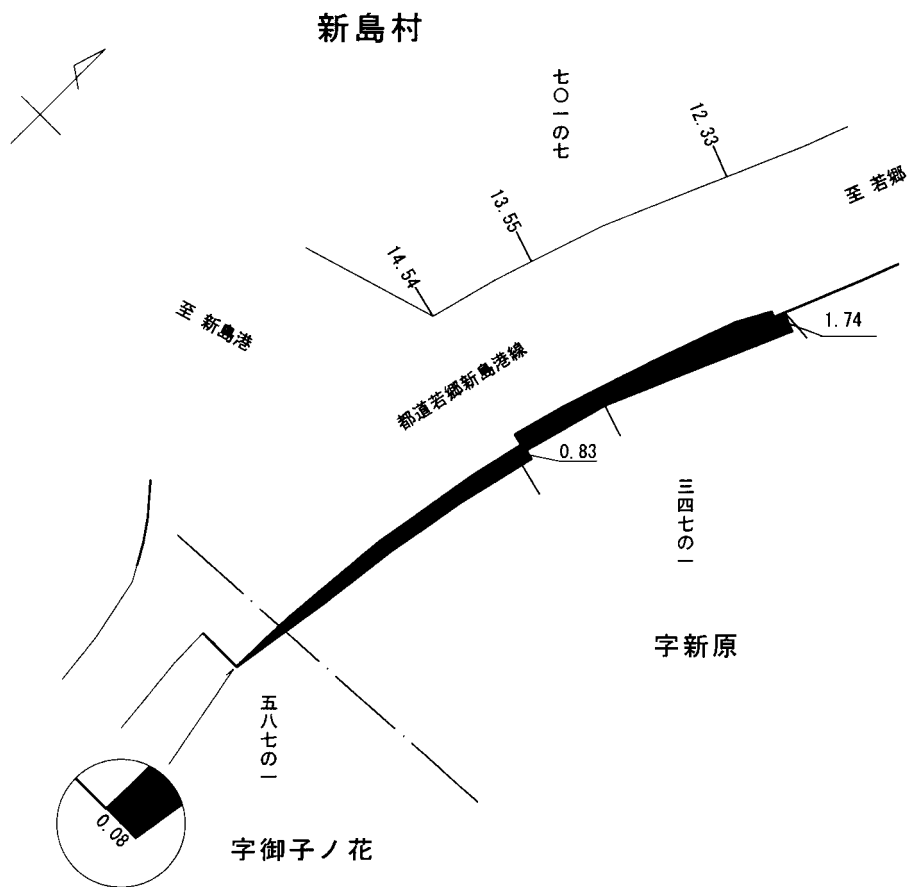 新島村
七〇一の七
12.33
13.55
14.54
至 若郷
至 新島港
都道若郷新島港線
1.74
0.83
三四七の一
字新原
五八七の一
0.08
字御子ノ花